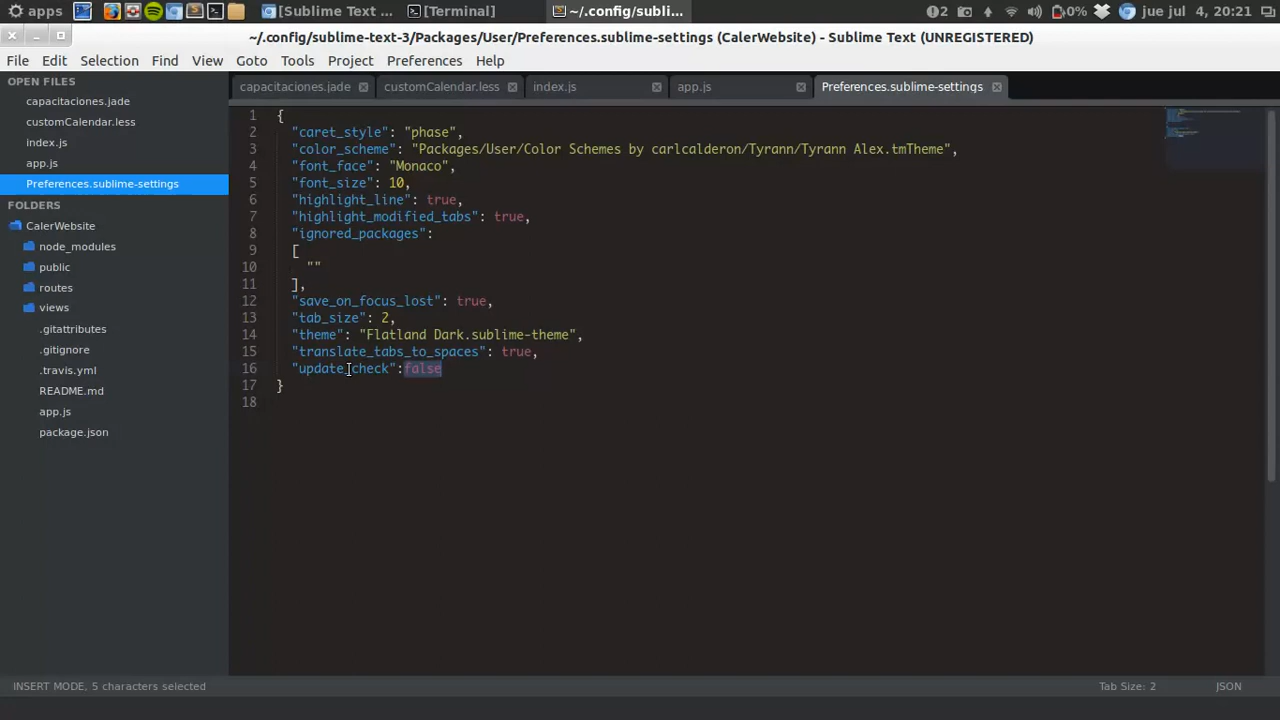 apps
[Sublime Text ...
[Terminal]
~/.config/subli...
2
0%
jue jul 4, 20:21
~/.config/sublime-text-3/Packages/User/Preferences.sublime-settings (CalerWebsite) - Sublime Text (UNREGISTERED)
File Edit Selection Find View Goto Tools Project Preferences Help
OPEN FILES
capacitaciones.jade
customCalendar.less
index.js
app.js
Preferences.sublime-settings
FOLDERS
CalerWebsite
node_modules
public
routes
views
.gitattributes
.gitignore
.travis.yml
README.md
app.js
package.json
capacitaciones.jade
customCalendar.less
index.js
app.js
Preferences.sublime-settings
1 {
2 "caret_style": "phase",
3 "color_scheme": "Packages/User/Color Schemes by carlcalderon/Tyrann/Tyrann Alex.tmTheme",
4 "font_face": "Monaco",
5 "font_size": 10,
6 "highlight_line": true,
7 "highlight_modified_tabs": true,
8 "ignored_packages":
9 [
10 ""
11 ],
12 "save_on_focus_lost": true,
13 "tab_size": 2,
14 "theme": "Flatland Dark.sublime-theme",
15 "translate_tabs_to_spaces": true,
16 "update_check":false
17 }
18
INSERT MODE, 5 characters selected
Tab Size: 2
JSON